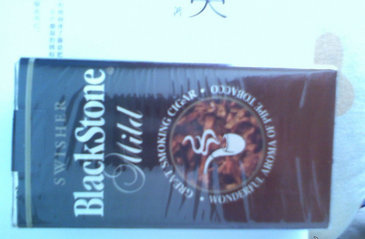 SWISHER
BlackStone®
Mild
GREAT SMOKING CIGAR • WONDERFUL AROMA OF PIPE TOBACCO •